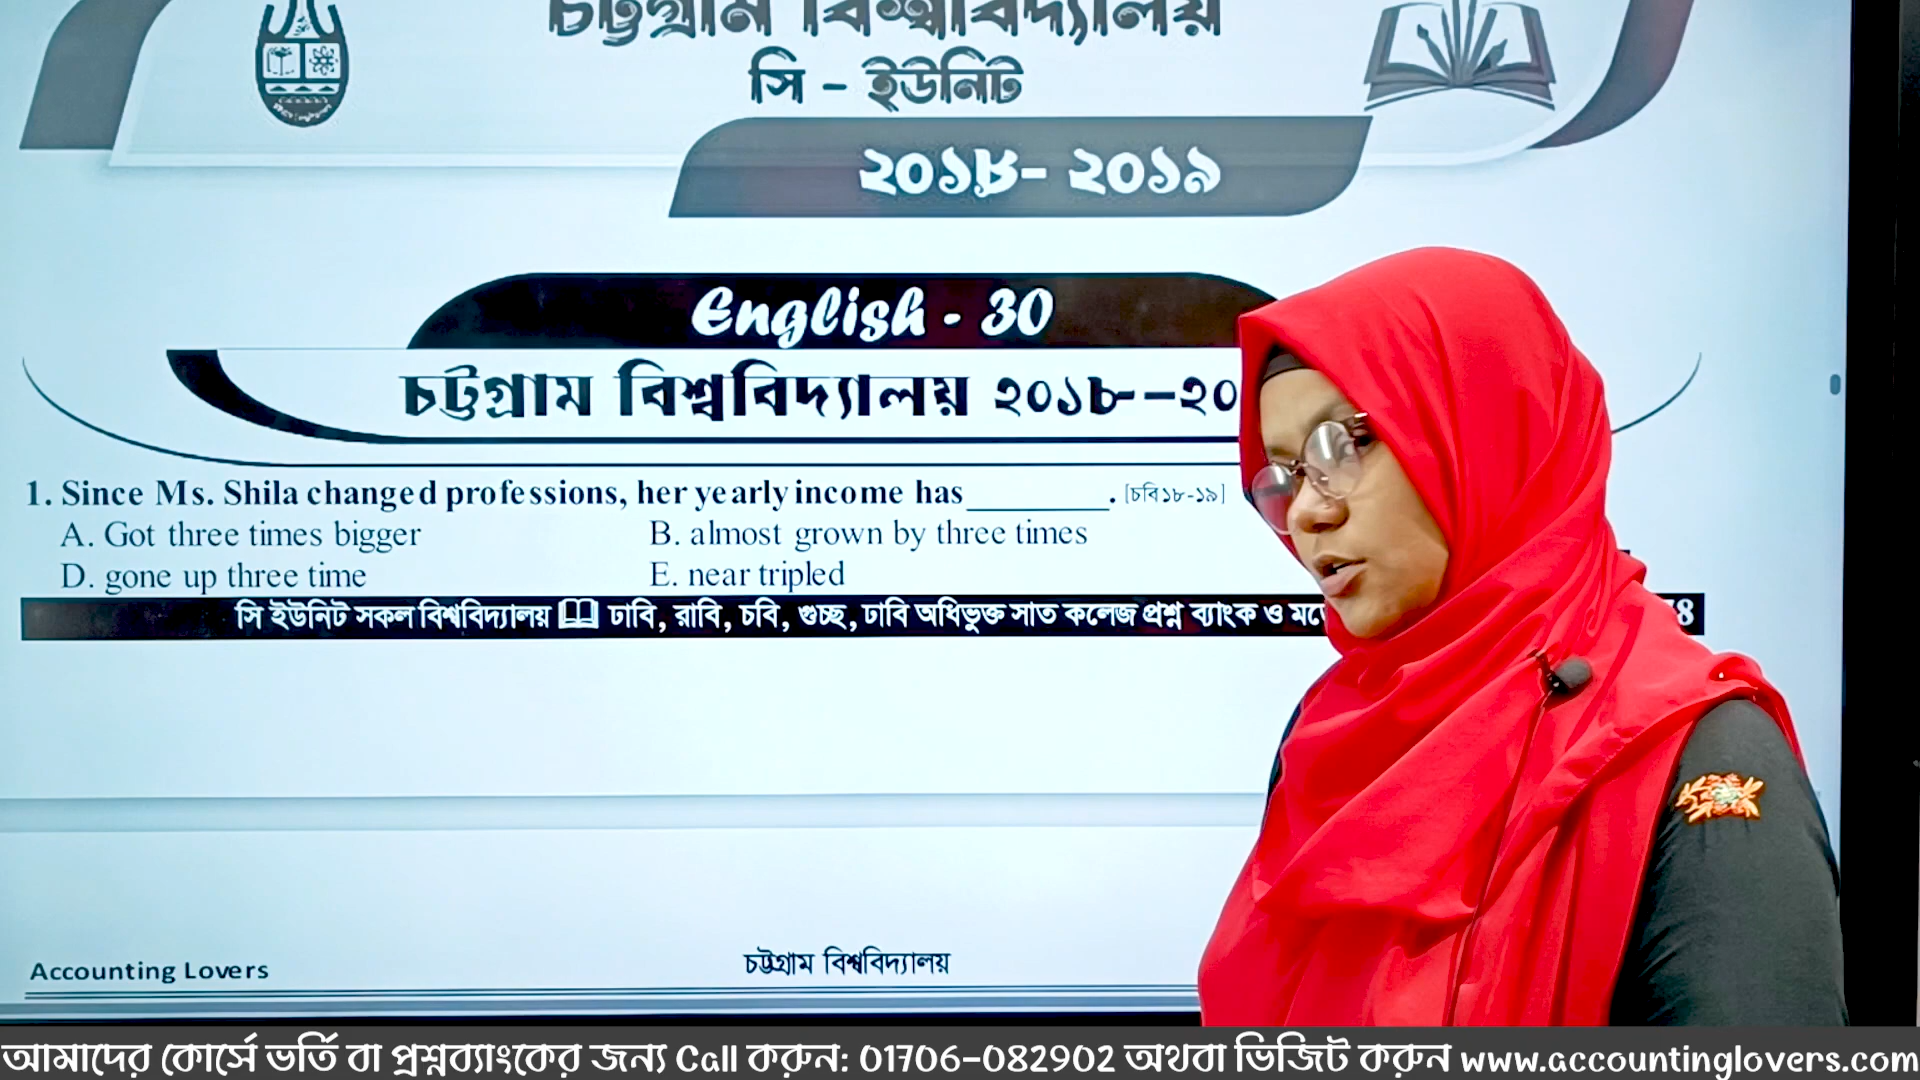 চট্টগ্রাম বিশ্ববিদ্যালয়
সি - ইউনিট
২০১৮- ২০১৯
English - 30
চট্টগ্রাম বিশ্ববিদ্যালয় ২০১৮-২০
1. Since Ms. Shila changed professions, her yearly income has________. [চবি১৮-১৯]
A. Got three times bigger B. almost grown by three times
D. gone up three time E. near tripled
সি ইউনিট সকল বিশ্ববিদ্যালয় ঢাবি, রাবি, চবি, গুচ্ছ, ঢাবি অধিভুক্ত সাত কলেজ প্রশ্ন ব্যাংক ও
Accounting Lovers চট্টগ্রাম বিশ্ববিদ্যালয়
আমাদের কোর্সে ভর্তি বা প্রশ্নব্যাংকের জন্য Call করুন: 01706-082902 অথবা ভিজিট করুন www.accountinglovers.com